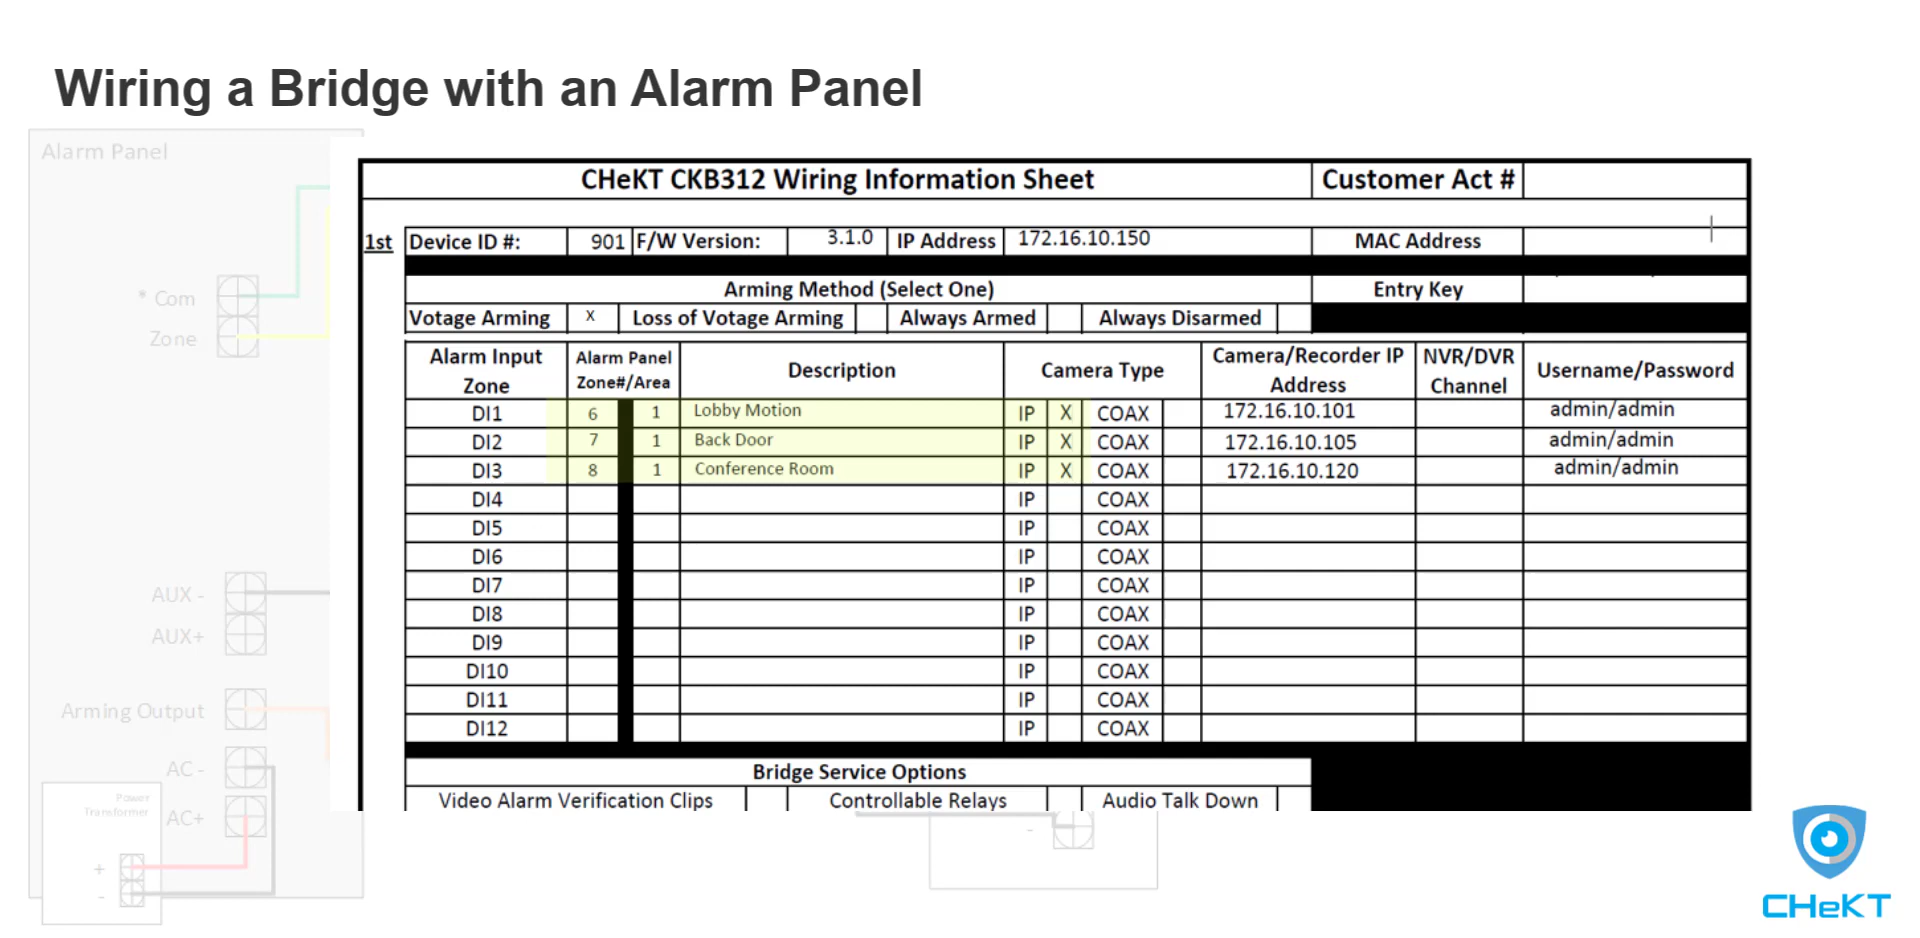 Wiring a Bridge with an Alarm Panel
Alarm Panel
* Com
Zone
AUX -
AUX+
Arming Output
AC -
Power
Transformer
AC+
+
-
CHeKT CKB312 Wiring Information Sheet Customer Act #
1st Device ID #: 901 F/W Version: 3.1.0 IP Address 172.16.10.150 MAC Address
Arming Method (Select One) Entry Key
Votage Arming X Loss of Votage Arming Always Armed Always Disarmed
Alarm Input Zone Alarm Panel Zone#/Area Description Camera Type Camera/Recorder IP Address NVR/DVR Channel Username/Password
DI1 6 1 Lobby Motion IP X COAX 172.16.10.101 admin/admin
DI2 7 1 Back Door IP X COAX 172.16.10.105 admin/admin
DI3 8 1 Conference Room IP X COAX 172.16.10.120 admin/admin
DI4 IP COAX
DI5 IP COAX
DI6 IP COAX
DI7 IP COAX
DI8 IP COAX
DI9 IP COAX
DI10 IP COAX
DI11 IP COAX
DI12 IP COAX
Bridge Service Options
Video Alarm Verification Clips Controllable Relays Audio Talk Down
-
CHeKT